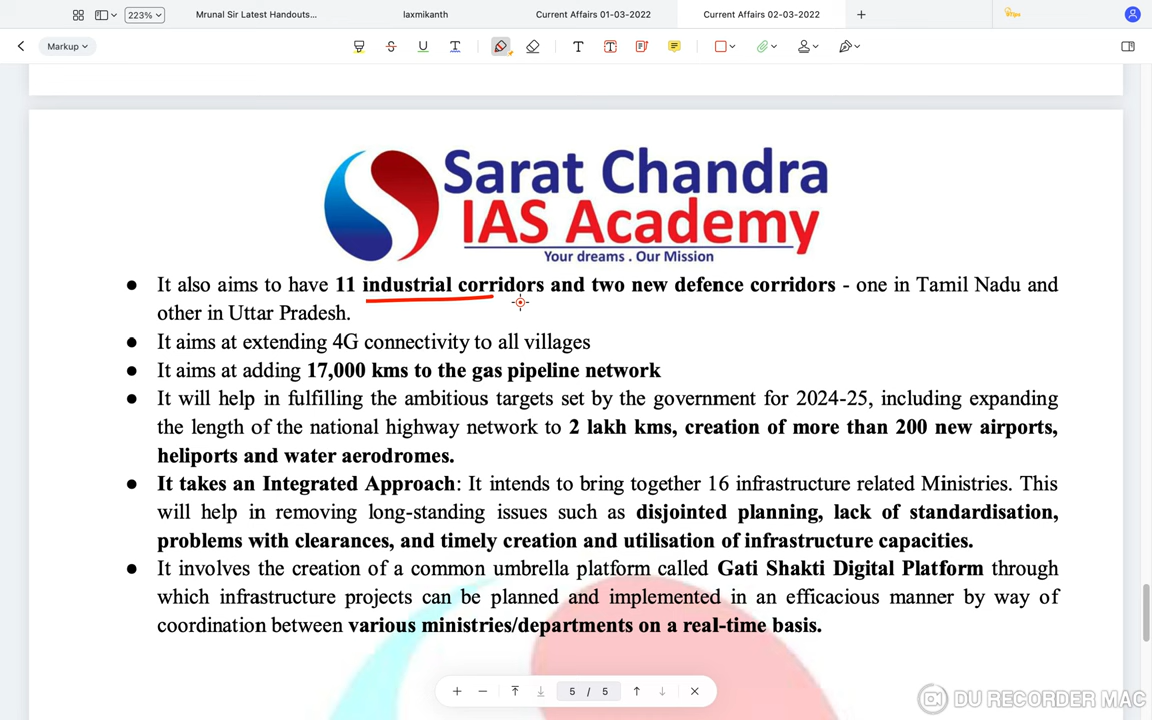 223%
Mrunal Sir Latest Handouts...
laxmikanth
Current Affairs 01-03-2022
Current Affairs 02-03-2022
Markup
Sarat Chandra
IAS Academy
Your dreams . Our Mission
● It also aims to have 11 industrial corridors and two new defence corridors - one in Tamil Nadu and
other in Uttar Pradesh.
● It aims at extending 4G connectivity to all villages
● It aims at adding 17,000 kms to the gas pipeline network
● It will help in fulfilling the ambitious targets set by the government for 2024-25, including expanding
the length of the national highway network to 2 lakh kms, creation of more than 200 new airports,
heliports and water aerodromes.
● It takes an Integrated Approach: It intends to bring together 16 infrastructure related Ministries. This
will help in removing long-standing issues such as disjointed planning, lack of standardisation,
problems with clearances, and timely creation and utilisation of infrastructure capacities.
● It involves the creation of a common umbrella platform called Gati Shakti Digital Platform through
which infrastructure projects can be planned and implemented in an efficacious manner by way of
coordination between various ministries/departments on a real-time basis.
5 / 5
DU RECORDER MAC